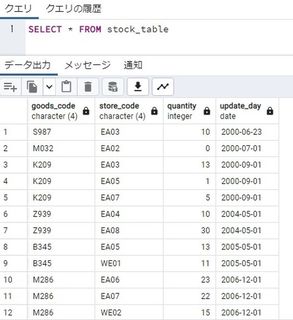 クエリ クエリの履歴
1 SELECT * FROM stock_table
データ出力 メッセージ 通知
goods_code character (4) store_code character (4) quantity integer update_day date
1 S987 EA03 10 2000-06-23
2 M032 EA02 0 2000-07-01
3 K209 EA03 13 2000-09-01
4 K209 EA05 1 2000-09-01
5 K209 EA07 5 2000-09-01
6 Z939 EA04 10 2004-05-01
7 Z939 EA08 30 2004-05-01
8 B345 EA05 13 2005-05-01
9 B345 WE01 11 2005-05-01
10 M286 EA06 23 2006-12-01
11 M286 EA07 22 2006-12-01
12 M286 WE02 15 2006-12-01